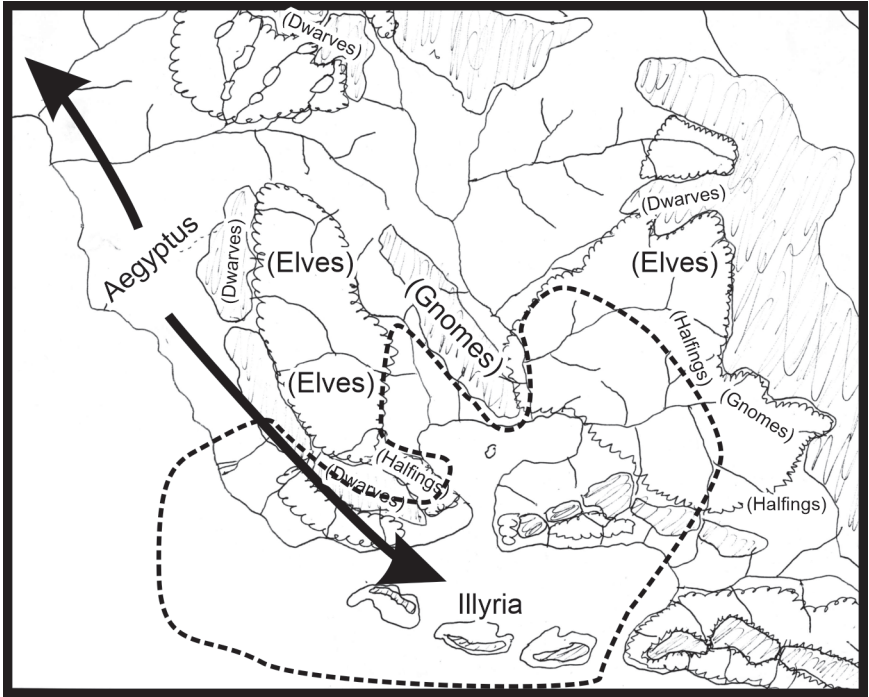 (Dwarves)
(Dwarves)
Aegyptus
(Dwarves)
(Elves)
(Elves)
(Gnomes)
(Halfings)
(Elves)
(Gnomes)
(Halfings)
(Dwarves)
(Halfings)
Illyria